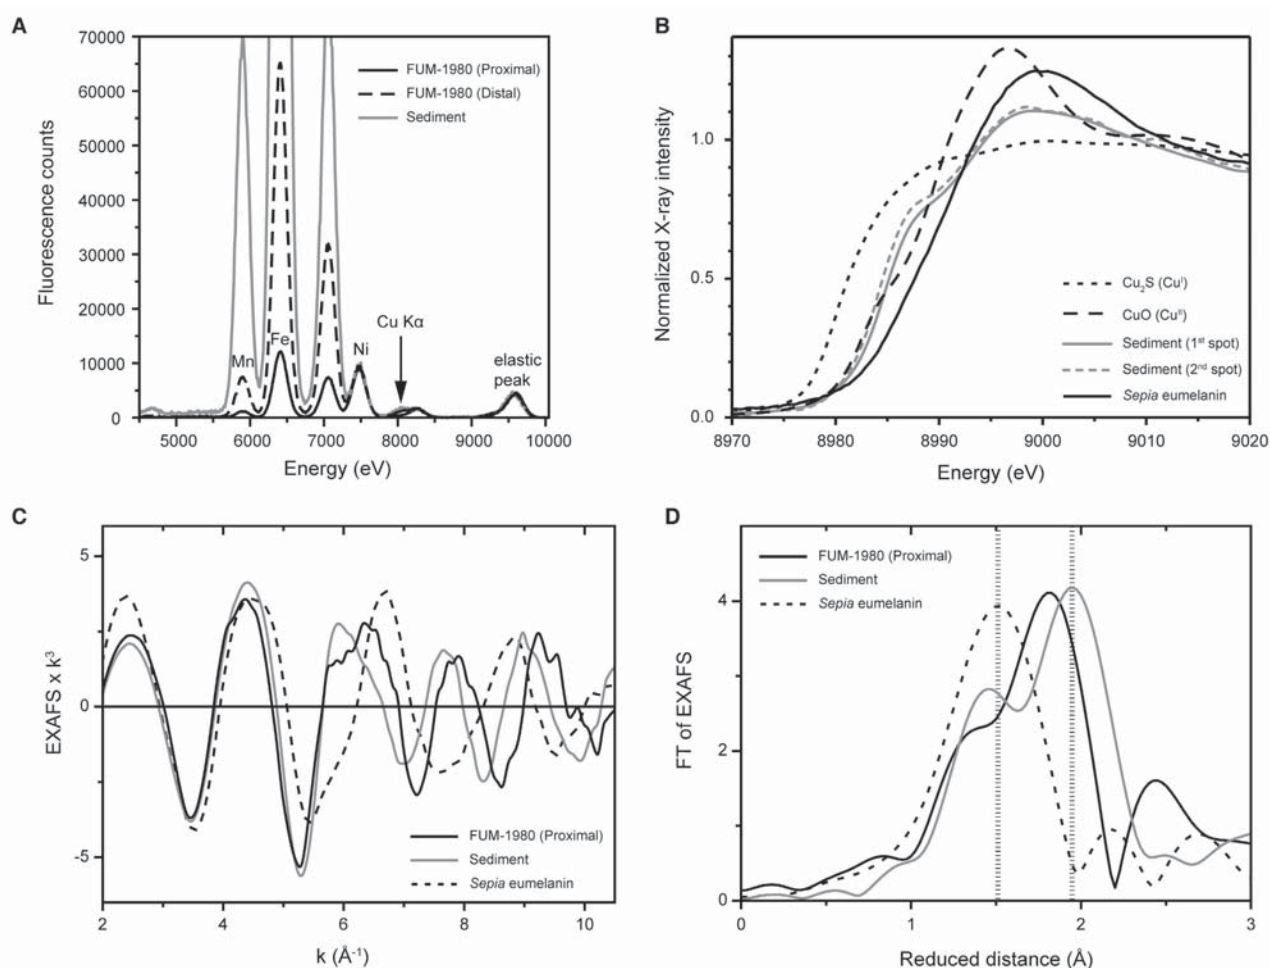 A
70000
60000
50000
40000
30000
20000
10000
0
Fluorescence counts
FUM-1980 (Proximal)
FUM-1980 (Distal)
Sediment
Mn
Fe
Cu Kα
Ni
elastic
peak
5000 6000 7000 8000 9000 10000
Energy (eV)
B
1.0
0.5
0.0
Normalized X-ray intensity
Cu₂S (Cuᴵ)
CuO (Cuᴵᴵ)
Sediment (1ˢᵗ spot)
Sediment (2ⁿᵈ spot)
Sepia eumelanin
8970 8980 8990 9000 9010 9020
Energy (eV)
C
5
0
-5
EXAFS x k³
FUM-1980 (Proximal)
Sediment
Sepia eumelanin
2 4 6 8 10
k (Å⁻¹)
D
4
2
0
FT of EXAFS
FUM-1980 (Proximal)
Sediment
Sepia eumelanin
0 1 2 3
Reduced distance (Å)